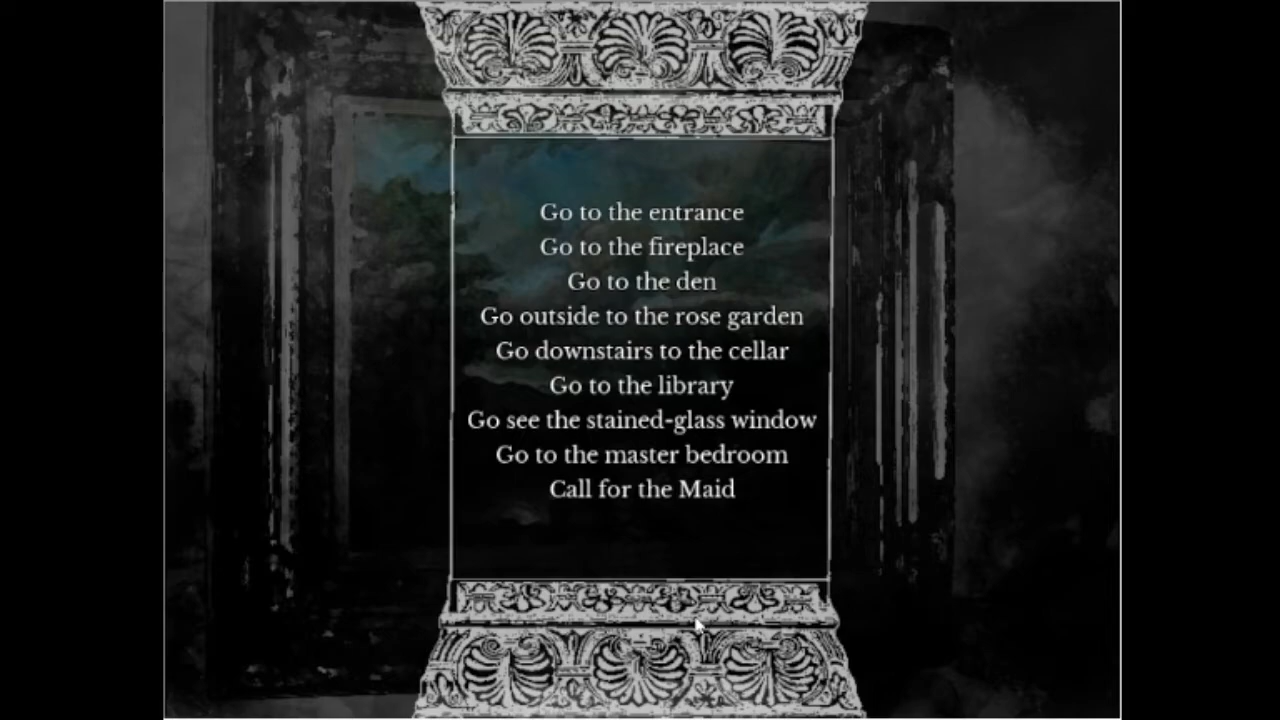 Go to the entrance
Go to the fireplace
Go to the den
Go outside to the rose garden
Go downstairs to the cellar
Go to the library
Go see the stained-glass window
Go to the master bedroom
Call for the Maid